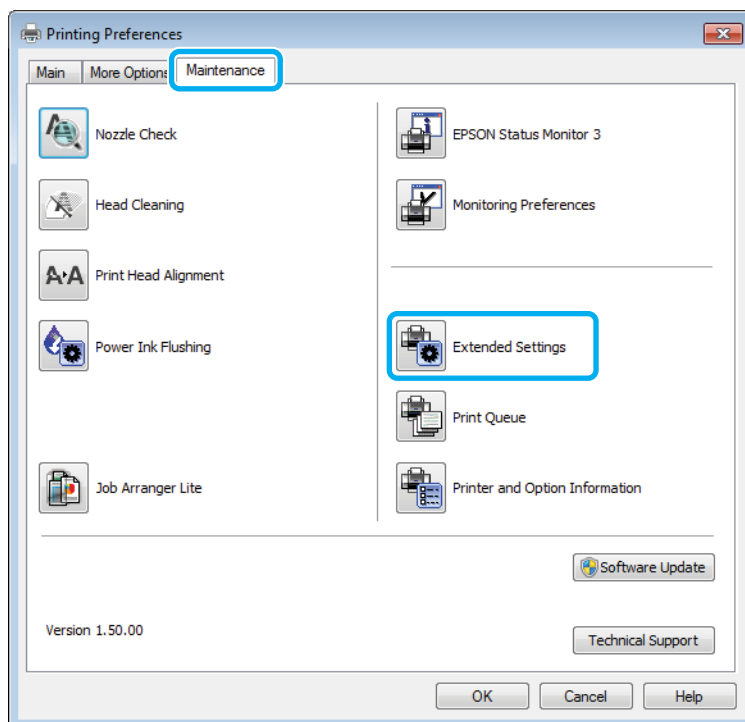 Printing Preferences
Main More Options Maintenance
Nozzle Check
Head Cleaning
A A Print Head Alignment
Power Ink Flushing
Job Arranger Lite
EPSON Status Monitor 3
Monitoring Preferences
Extended Settings
Print Queue
Printer and Option Information
Software Update
Version 1.50.00
Technical Support
OK Cancel Help